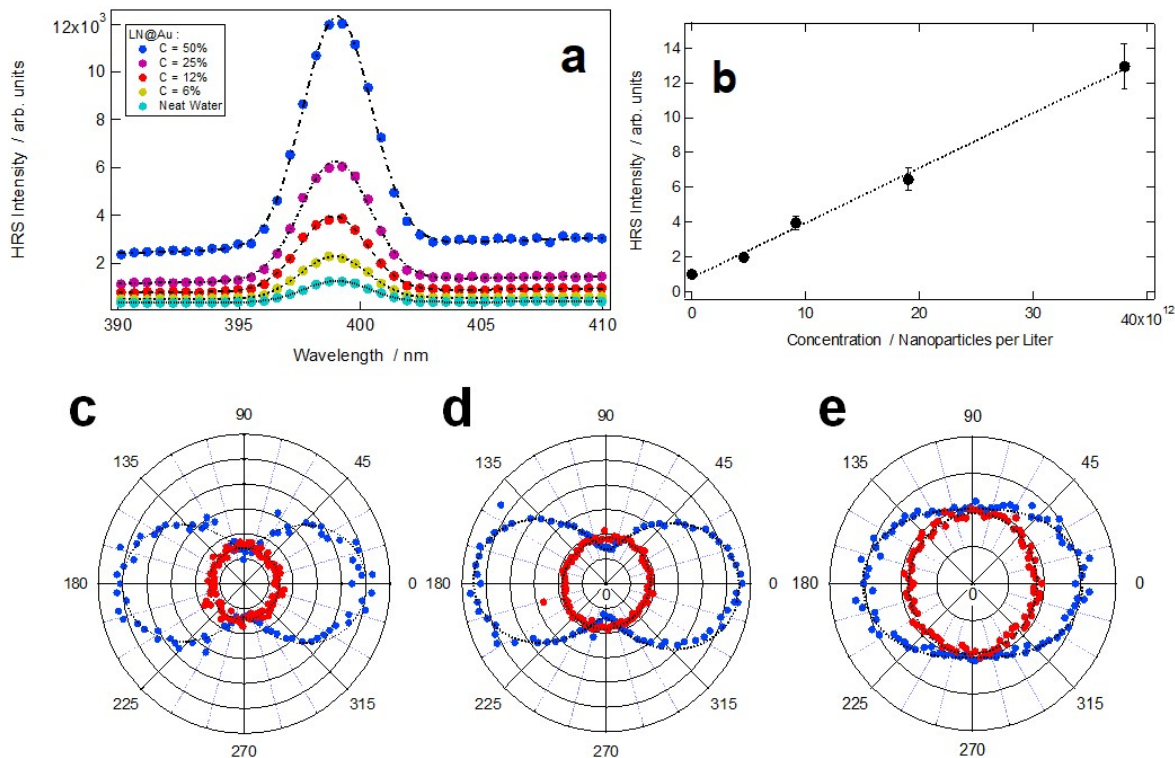 a
12x10³
10
8
6
4
2
HRS Intensity / arb. units
LN@Au :
C = 50%
C = 25%
C = 12%
C = 6%
Neat Water
390
395
400
405
410
Wavelength / nm
b
14
12
10
8
6
4
2
0
HRS Intensity / arb. units
0
10
20
30
40x10¹²
Concentration / Nanoparticles per Liter
c
90
135
45
180
0
225
315
270
d
90
135
45
180
0
0
225
315
270
e
90
135
45
180
0
0
225
315
270